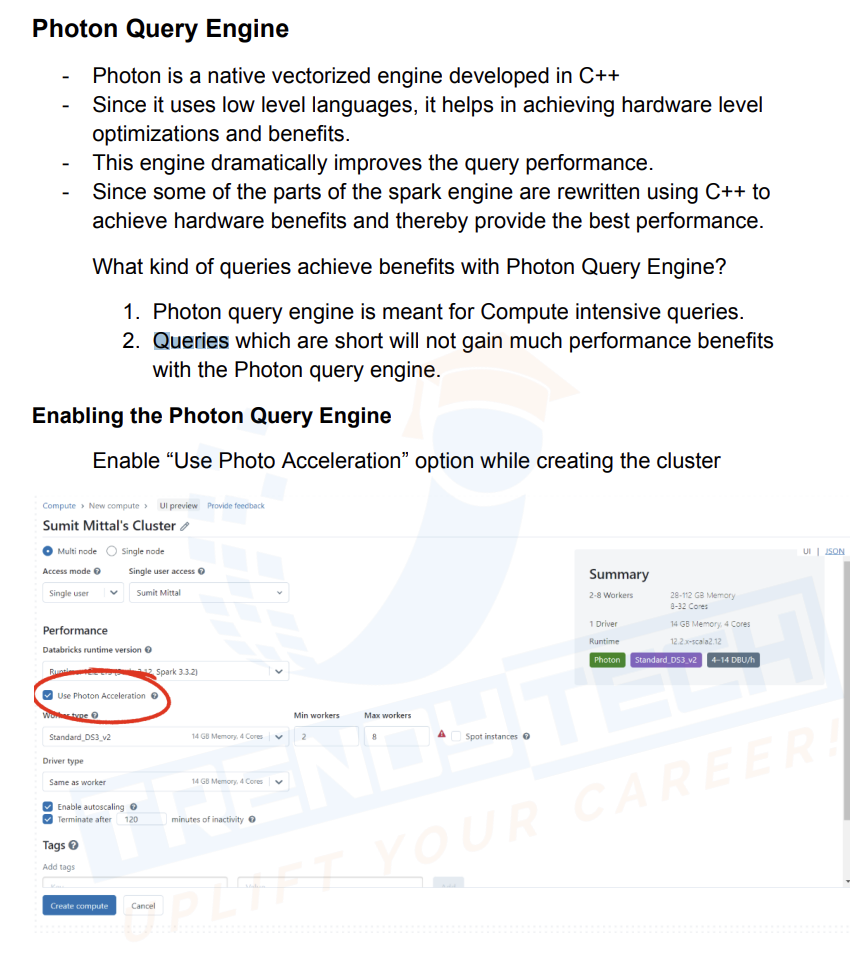 Photon Query Engine
- Photon is a native vectorized engine developed in C++
- Since it uses low level languages, it helps in achieving hardware level
optimizations and benefits.
- This engine dramatically improves the query performance.
- Since some of the parts of the spark engine are rewritten using C++ to
achieve hardware benefits and thereby provide the best performance.
What kind of queries achieve benefits with Photon Query Engine?
1. Photon query engine is meant for Compute intensive queries.
2. Queries which are short will not gain much performance benefits
with the Photon query engine.
Enabling the Photon Query Engine
Enable “Use Photo Acceleration” option while creating the cluster
Compute › New compute › UI preview Provide feedback
Sumit Mittal's Cluster
UI | JSON
Multi node Single node
Access mode Single user access
Single user Sumit Mittal
Summary
2-8 Workers 28-112 GB Memory
8-32 Cores
1 Driver 14 GB Memory, 4 Cores
Runtime 12.2.x-scala2.12
Photon Standard_DS3_v2 4-14 DBU/h
Performance
Databricks runtime version
Spark 3.3.2)
Use Photon Acceleration
Worker type Min workers Max workers
Standard_DS3_v2 14 GB Memory, 4 Cores 2 8 Spot instances
Driver type
Same as worker 14 GB Memory, 4 Cores
Enable autoscaling
Terminate after 120 minutes of inactivity
Tags
Add tags
Create compute Cancel
TRENDYTECH
UPLIFT YOUR CAREER!